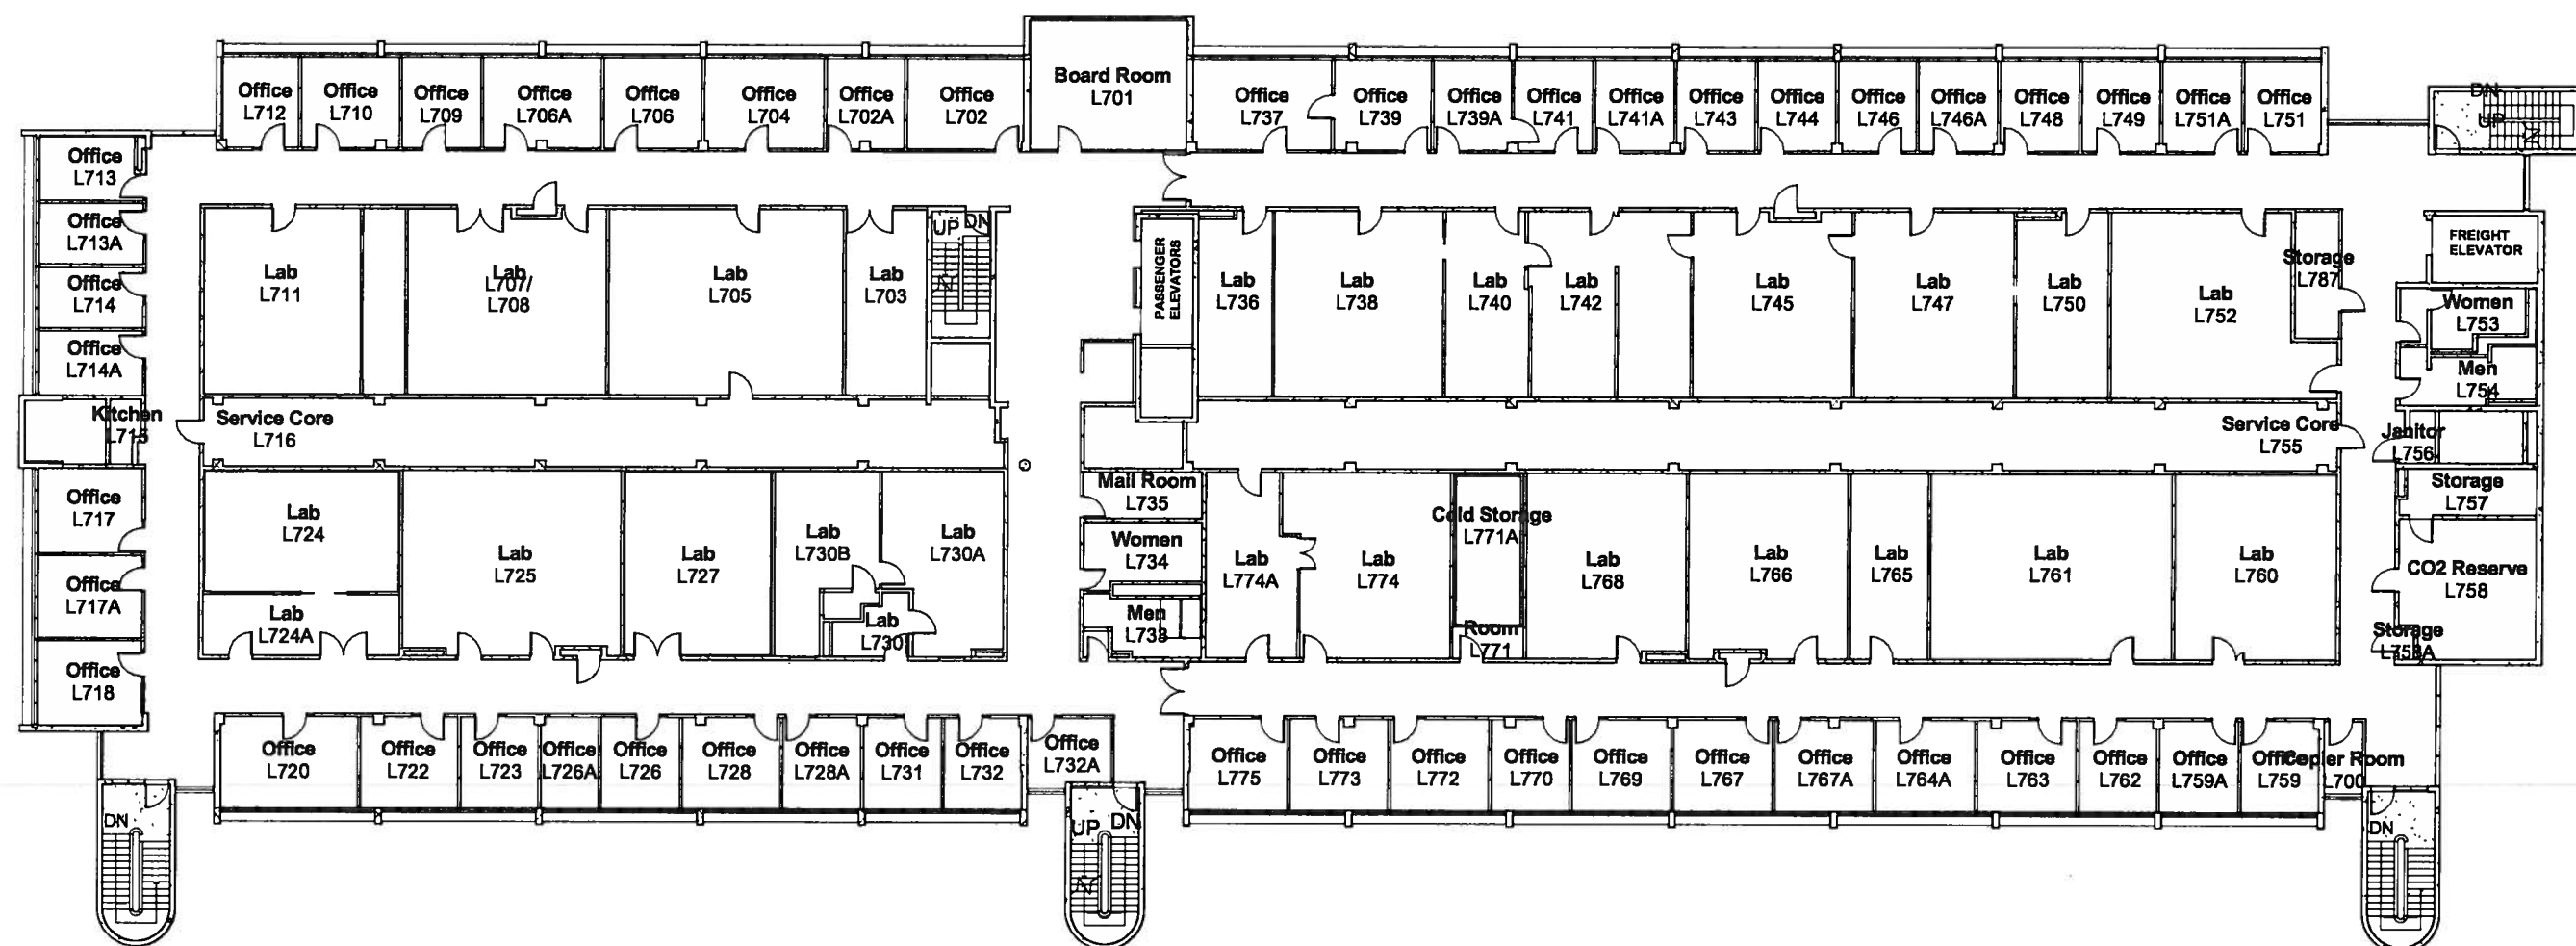 Board Room
L701
Office
L712
Office
L710
Office
L709
Office
L706A
Office
L706
Office
L704
Office
L702A
Office
L702
Office
L737
Office
L739
Office
L739A
Office
L741
Office
L741A
Office
L743
Office
L744
Office
L746
Office
L746A
Office
L748
Office
L749
Office
L751A
Office
L751
DN
UP
Office
L713
Office
L713A
Office
L714
Office
L714A
Lab
L711
Lab
L707/
L708
Lab
L705
Lab
L703
UP DN
PASSENGER
ELEVATORS
Lab
L736
Lab
L738
Lab
L740
Lab
L742
Lab
L745
Lab
L747
Lab
L750
Lab
L752
Storage
L787
FREIGHT
ELEVATOR
Women
L753
Men
L754
Kitchen
L715
Service Core
L716
Service Core
L755
Janitor
L756
Office
L717
Office
L717A
Office
L718
Lab
L724
Lab
L724A
Lab
L725
Lab
L727
Lab
L730B
Lab
L730A
Lab
L730
Mail Room
L735
Women
L734
Men
L733
Lab
L774A
Lab
L774
Cold Storage
L771A
Room
L771
Lab
L768
Lab
L766
Lab
L765
Lab
L761
Lab
L760
Storage
L757
CO2 Reserve
L758
Storage
L758A
Office
L720
Office
L722
Office
L723
Office
L726A
Office
L726
Office
L728
Office
L728A
Office
L731
Office
L732
Office
L732A
Office
L775
Office
L773
Office
L772
Office
L770
Office
L769
Office
L767
Office
L767A
Office
L764A
Office
L763
Office
L762
Office
L759A
Office
L759
Copier Room
L700
DN
UP DN
DN